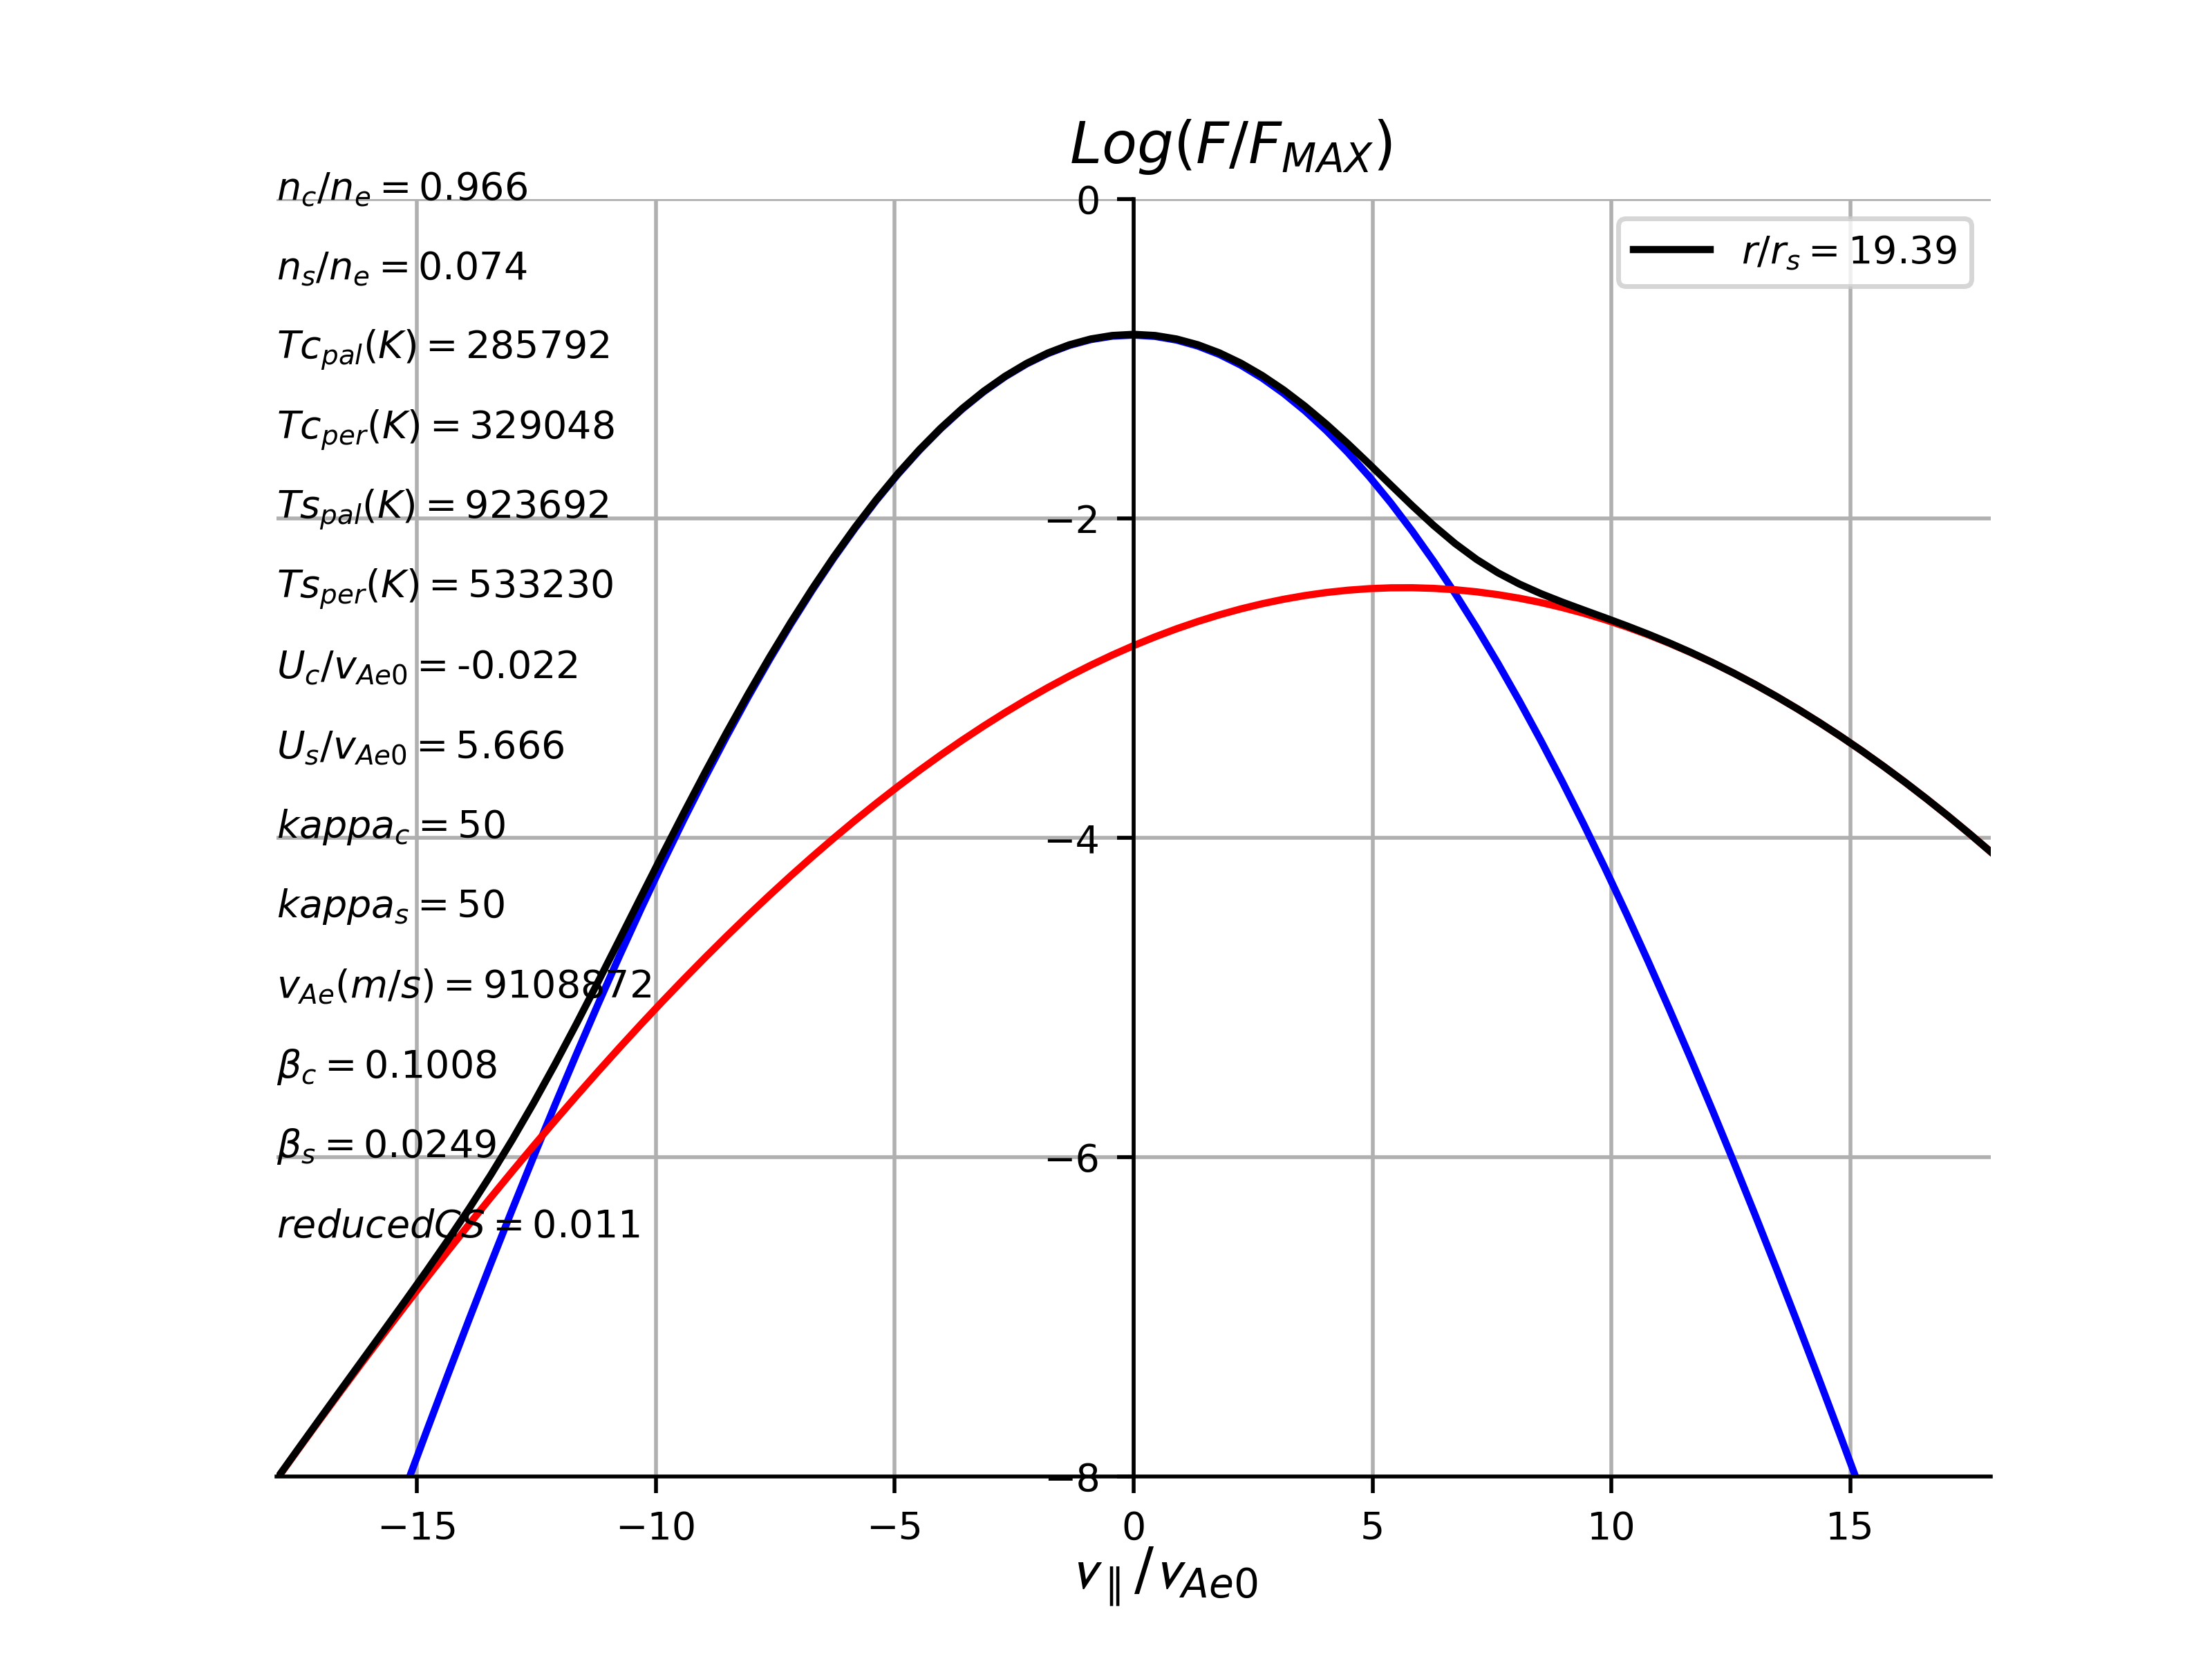 Log(F/F_MAX)
n_c/n_e = 0.966
n_s/n_e = 0.074
Tc_pal(K) = 285792
Tc_per(K) = 329048
Ts_pal(K) = 923692
Ts_per(K) = 533230
U_c/v_Ae0 = -0.022
U_s/v_Ae0 = 5.666
kappa_c = 50
kappa_s = 50
v_Ae(m/s) = 9108872
β_c = 0.1008
β_s = 0.0249
reducedCS = 0.011
r/r_s = 19.39
0
−2
−4
−6
−8
−15 −10 −5 0 5 10 15
v_∥/v_Ae0